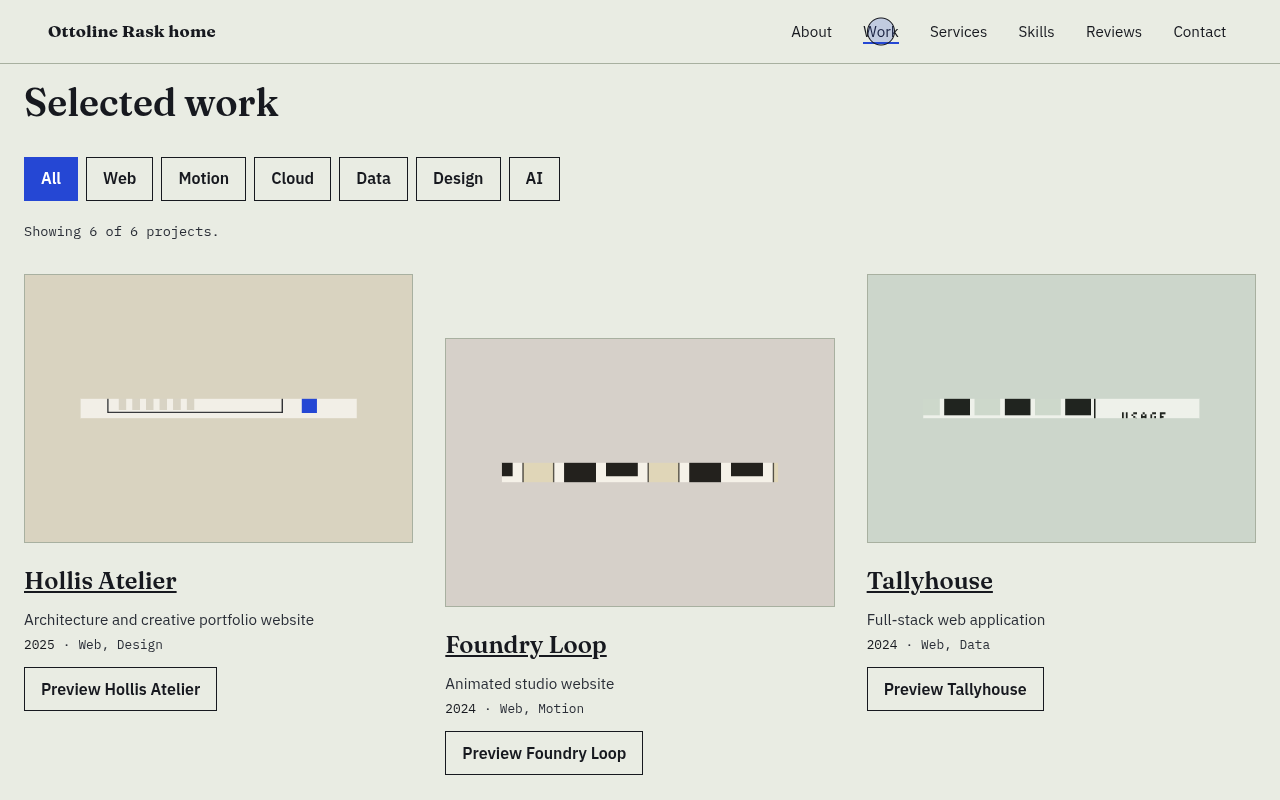 Ottoline Rask home
About Work Services Skills Reviews Contact
Selected work
All Web Motion Cloud Data Design AI
Showing 6 of 6 projects.
Hollis Atelier
Architecture and creative portfolio website
2025 · Web, Design
Preview Hollis Atelier
Foundry Loop
Animated studio website
2024 · Web, Motion
Preview Foundry Loop
USAGE
Tallyhouse
Full-stack web application
2024 · Web, Data
Preview Tallyhouse